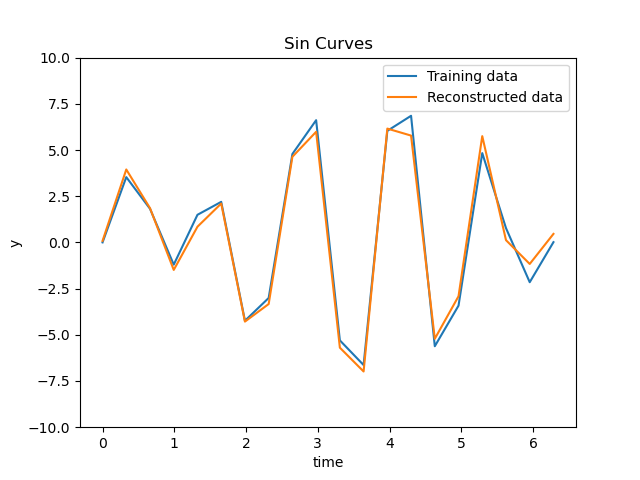 Sin Curves
Training data
Reconstructed data
10.0
7.5
5.0
2.5
0.0
−2.5
−5.0
−7.5
−10.0
y
0 1 2 3 4 5 6
time